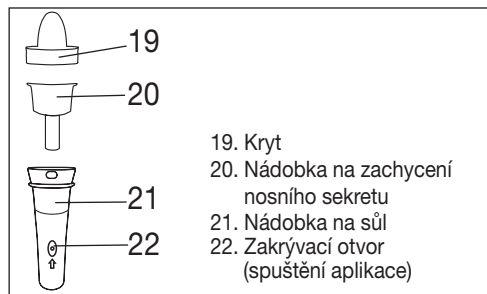 19
20
21
22
19. Kryt
20. Nádobka na zachycení
nosního sekretu
21. Nádobka na sůl
22. Zakrývací otvor
(spuštění aplikace)